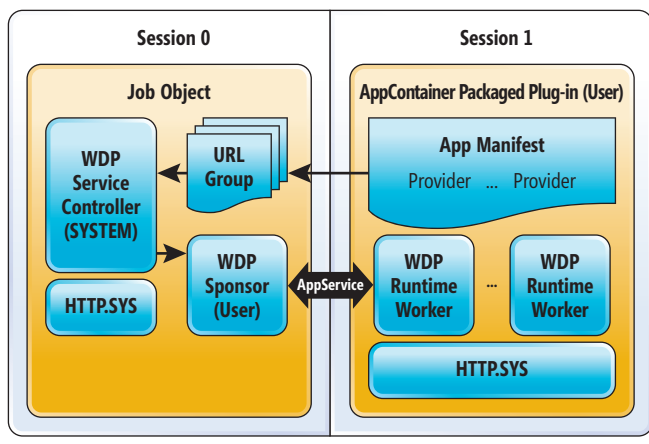 Session 0
Job Object
WDP
Service
Controller
(SYSTEM)
URL
Group
WDP
Sponsor
(User)
HTTP.SYS
AppService
Session 1
AppContainer Packaged Plug-in (User)
App Manifest
Provider ... Provider
WDP
Runtime
Worker
...
WDP
Runtime
Worker
HTTP.SYS